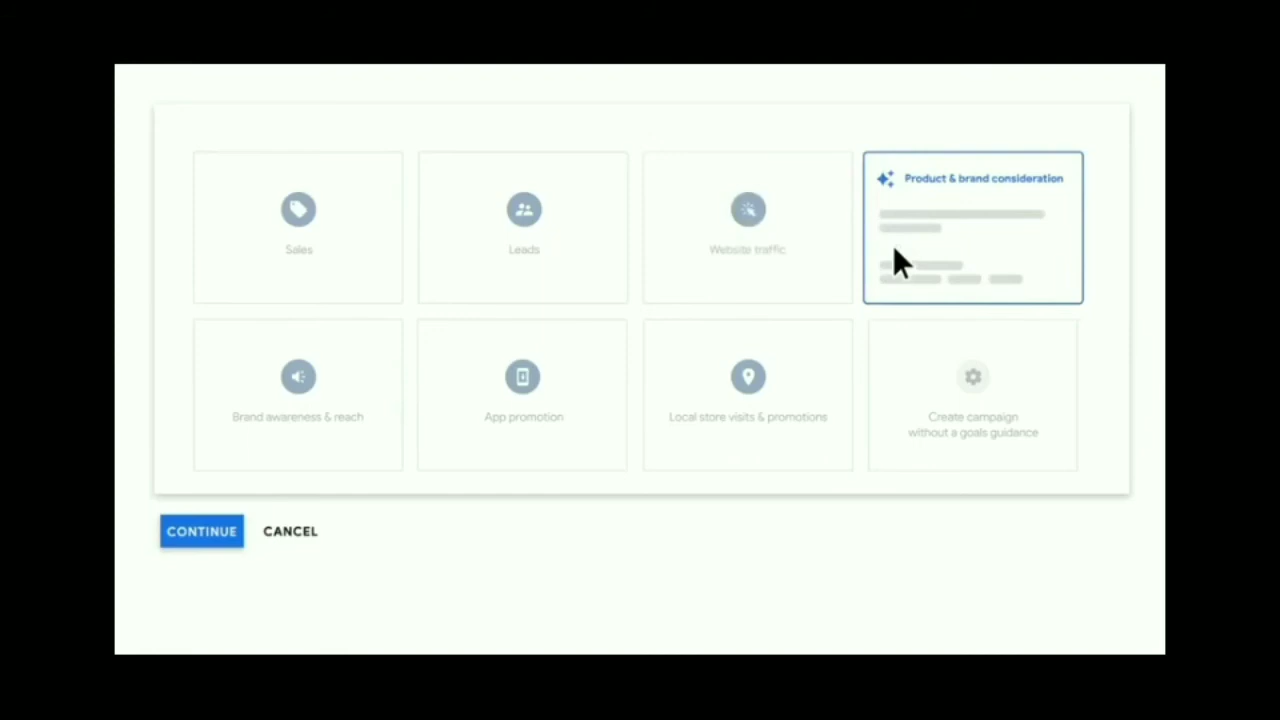 Product & brand consideration
Sales
Leads
Website traffic
Brand awareness & reach
App promotion
Local store visits & promotions
Create campaign
without a goals guidance
CONTINUE
CANCEL